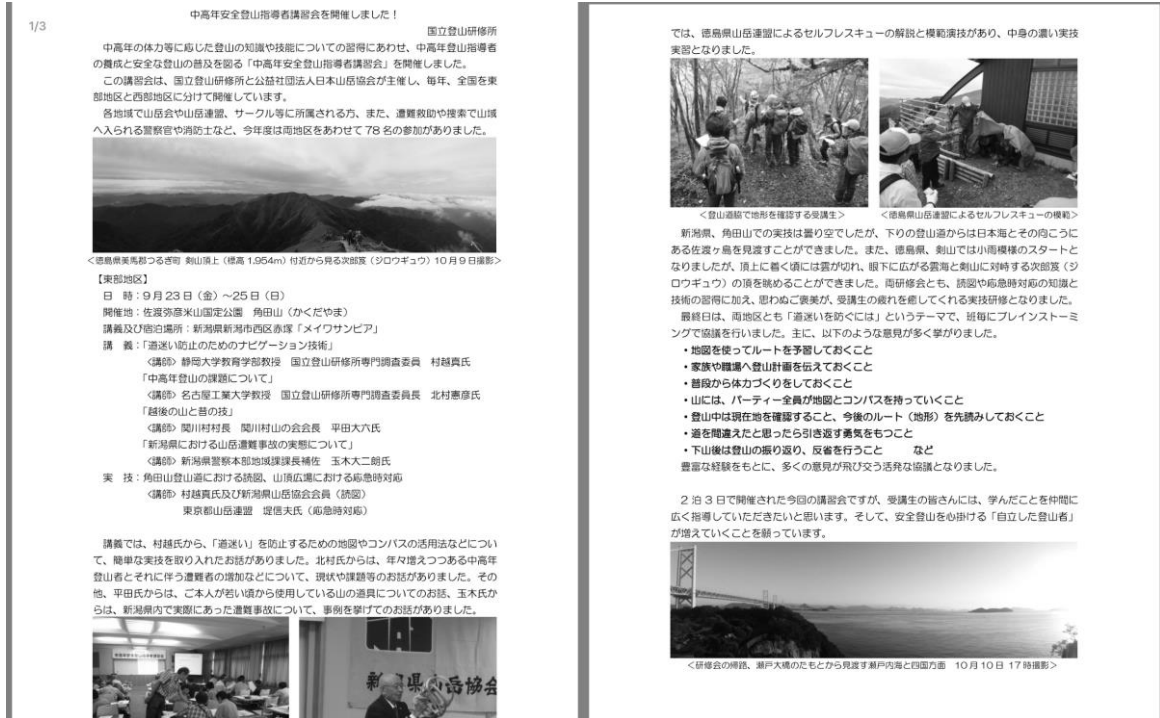 1/3
中高年安全登山指導者講習会を開催しました！
国立登山研修所
中高年の体力等に応じた登山の知識や技能についての習得にあわせ、中高年登山指導者
の養成と安全な登山の普及を図る「中高年安全登山指導者講習会」を開催しました。
この講習会は、国立登山研修所と公益社団法人日本山岳協会が主催し、毎年、全国を東
部地区と西部地区に分けて開催しています。
各地域で山岳会や山岳連盟、サークル等に所属される方、また、遭難救助や捜索で山域
へ入られる警察官や消防士など、今年度は両地区をあわせて78名の参加がありました。
＜徳島県美馬郡つるぎ町 剣山頂上（標高1,954m）付近から見る次郎笈（ジロウギュウ）10月9日撮影＞
【東部地区】
日　時：9月23日（金）～25日（日）
開催地：佐渡弥彦米山国定公園　角田山（かくだやま）
講義及び宿泊場所：新潟県新潟市西区赤塚「メイワサンピア」
講　義：「道迷い防止のためのナビゲーション技術」
〈講師〉静岡大学教育学部教授　国立登山研修所専門調査委員　村越真氏
「中高年登山の課題について」
〈講師〉名古屋工業大学教授　国立登山研修所専門調査委員長　北村憲彦氏
「越後の山と昔の技」
〈講師〉関川村村長　関川村山の会会長　平田大六氏
「新潟県における山岳遭難事故の実態について」
〈講師〉新潟県警察本部地域課課長補佐　玉木大二朗氏
実　技：角田山登山道における読図、山頂広場における応急時対応
〈講師〉村越真氏及び新潟県山岳協会会員（読図）
東京都山岳連盟　堤信夫氏（応急時対応）
講義では、村越氏から、「道迷い」を防止するための地図やコンパスの活用法などについ
て、簡単な実技を取り入れたお話がありました。北村氏からは、年々増えつつある中高年
登山者とそれに伴う遭難者の増加などについて、現状や課題等のお話がありました。その
他、平田氏からは、ご本人が若い頃から使用している山の道具についてのお話、玉木氏か
らは、新潟県内で実際にあった遭難事故について、事例を挙げてのお話がありました。
新潟県山岳協会
では、徳島県山岳連盟によるセルフレスキューの解説と模範演技があり、中身の濃い実技
実習となりました。
＜登山道脇で地形を確認する受講生＞
＜徳島県山岳連盟によるセルフレスキューの模範＞
新潟県、角田山での実技は曇り空でしたが、下りの登山道からは日本海とその向こうに
ある佐渡ヶ島を見渡すことができました。また、徳島県、剣山では小雨模様のスタートと
なりましたが、頂上に着く頃には雲が切れ、眼下に広がる雲海と剣山に対峙する次郎笈（ジ
ロウギュウ）の頂を眺めることができました。両研修会とも、読図や応急時対応の知識と
技術の習得に加え、思わぬご褒美が、受講生の疲れを癒してくれる実技研修となりました。
最終日は、両地区とも「道迷いを防ぐには」というテーマで、班毎にブレインストーミ
ングで協議を行いました。主に、以下のような意見が多く挙がりました。
・地図を使ってルートを予習しておくこと
・家族や職場へ登山計画を伝えておくこと
・普段から体力づくりをしておくこと
・山には、パーティー全員が地図とコンパスを持っていくこと
・登山中は現在地を確認すること、今後のルート（地形）を先読みしておくこと
・道を間違えたと思ったら引き返す勇気をもつこと
・下山後は登山の振り返り、反省を行うこと　　など
豊富な経験をもとに、多くの意見が飛び交う活発な協議となりました。
２泊３日で開催された今回の講習会ですが、受講生の皆さんには、学んだことを仲間に
広く指導していただきたいと思います。そして、安全登山を心掛ける「自立した登山者」
が増えていくことを願っています。
＜研修会の帰路、瀬戸大橋のたもとから見渡す瀬戸内海と四国方面　10月10日 17時撮影＞